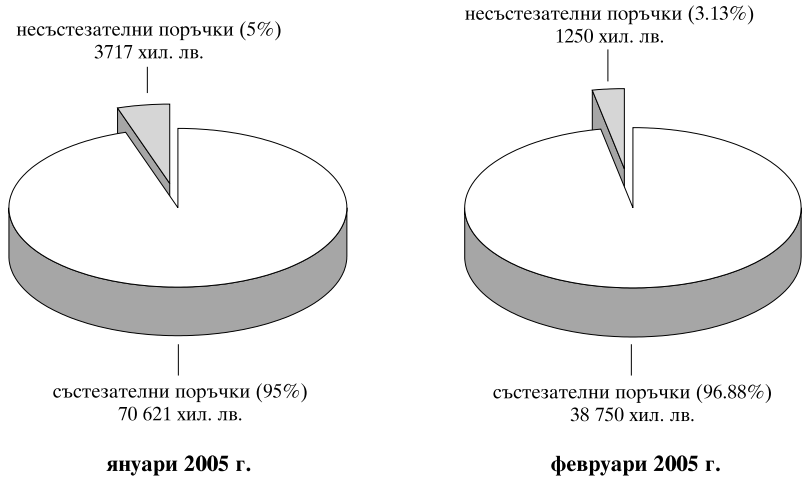 несъстезателни поръчки (5%)
3717 хил. лв.
състезателни поръчки (95%)
70 621 хил. лв.
януари 2005 г.
несъстезателни поръчки (3.13%)
1250 хил. лв.
състезателни поръчки (96.88%)
38 750 хил. лв.
февруари 2005 г.